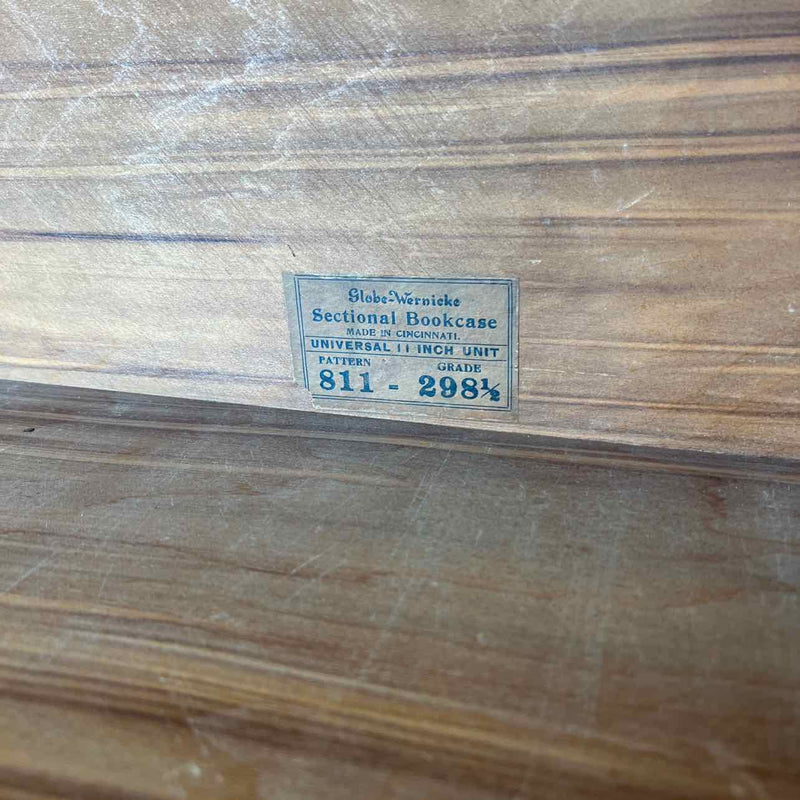 Globe-Wernicke
Sectional Bookcase
MADE IN CINCINNATI.
UNIVERSAL 11 INCH UNIT
PATTERN GRADE
811 - 298½